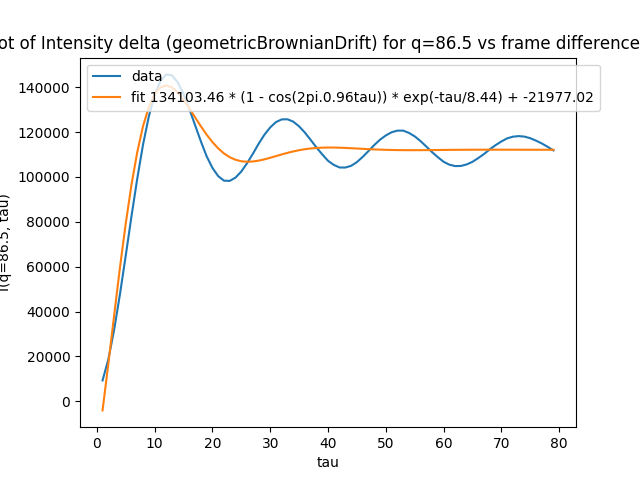 ot of Intensity delta (geometricBrownianDrift) for q=86.5 vs frame difference
data
fit 134103.46 * (1 - cos(2pi.0.96tau)) * exp(-tau/8.44) + -21977.02
140000
120000
100000
80000
60000
40000
20000
0
I(q=86.5, tau)
0 10 20 30 40 50 60 70 80
tau